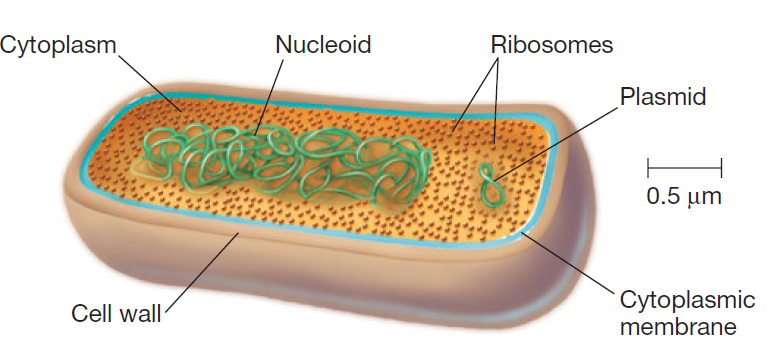 Cytoplasm
Nucleoid
Ribosomes
Plasmid
0.5 μm
Cell wall
Cytoplasmic
membrane